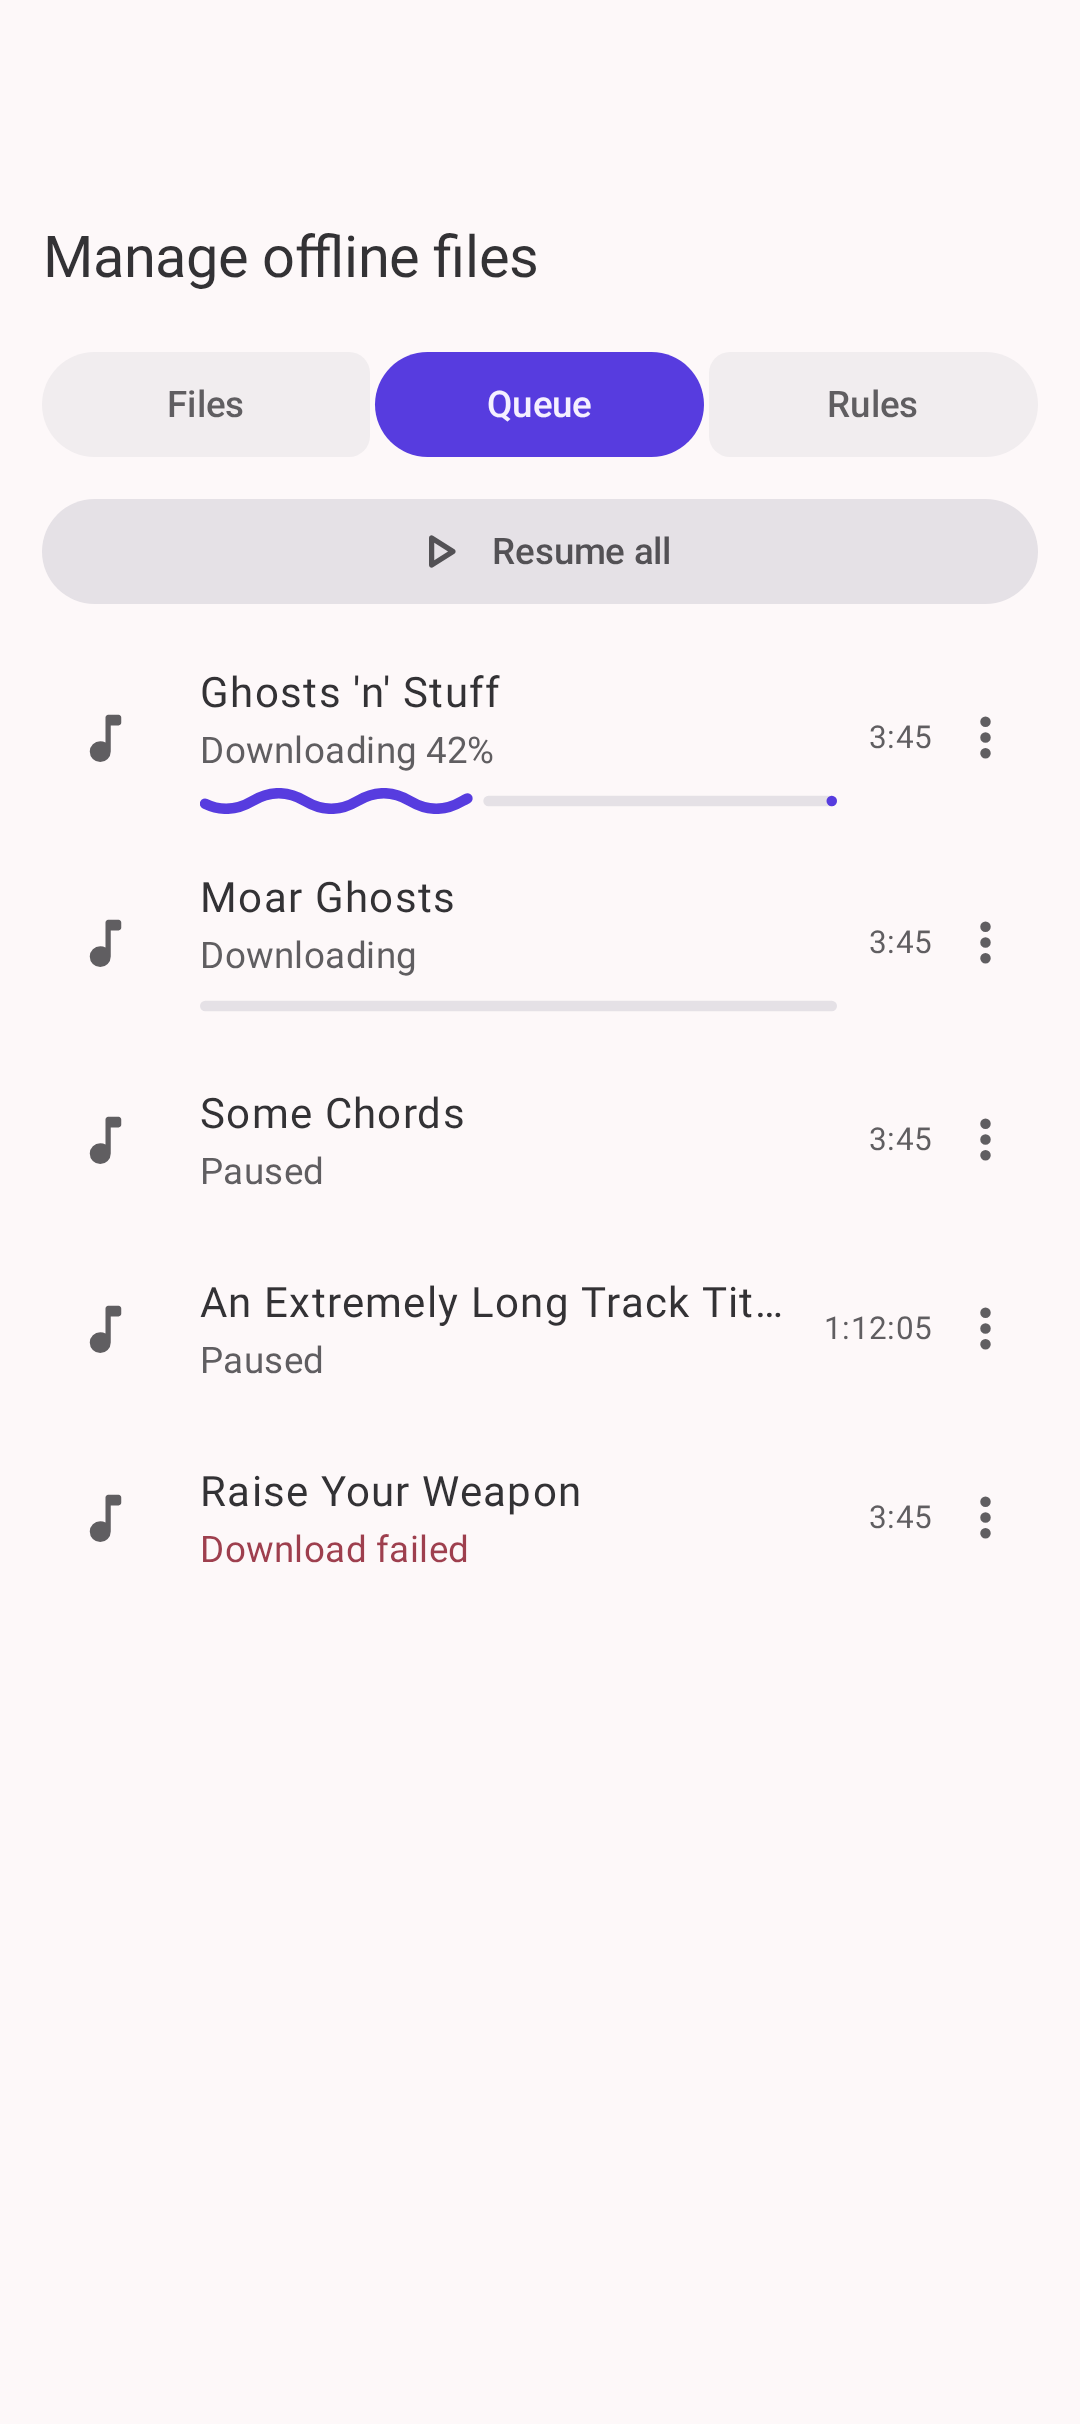 Manage offline files
Files
Queue
Rules
Resume all
Ghosts 'n' Stuff
Downloading 42%
3:45
Moar Ghosts
Downloading
3:45
Some Chords
Paused
3:45
An Extremely Long Track Tit…
Paused
1:12:05
Raise Your Weapon
Download failed
3:45